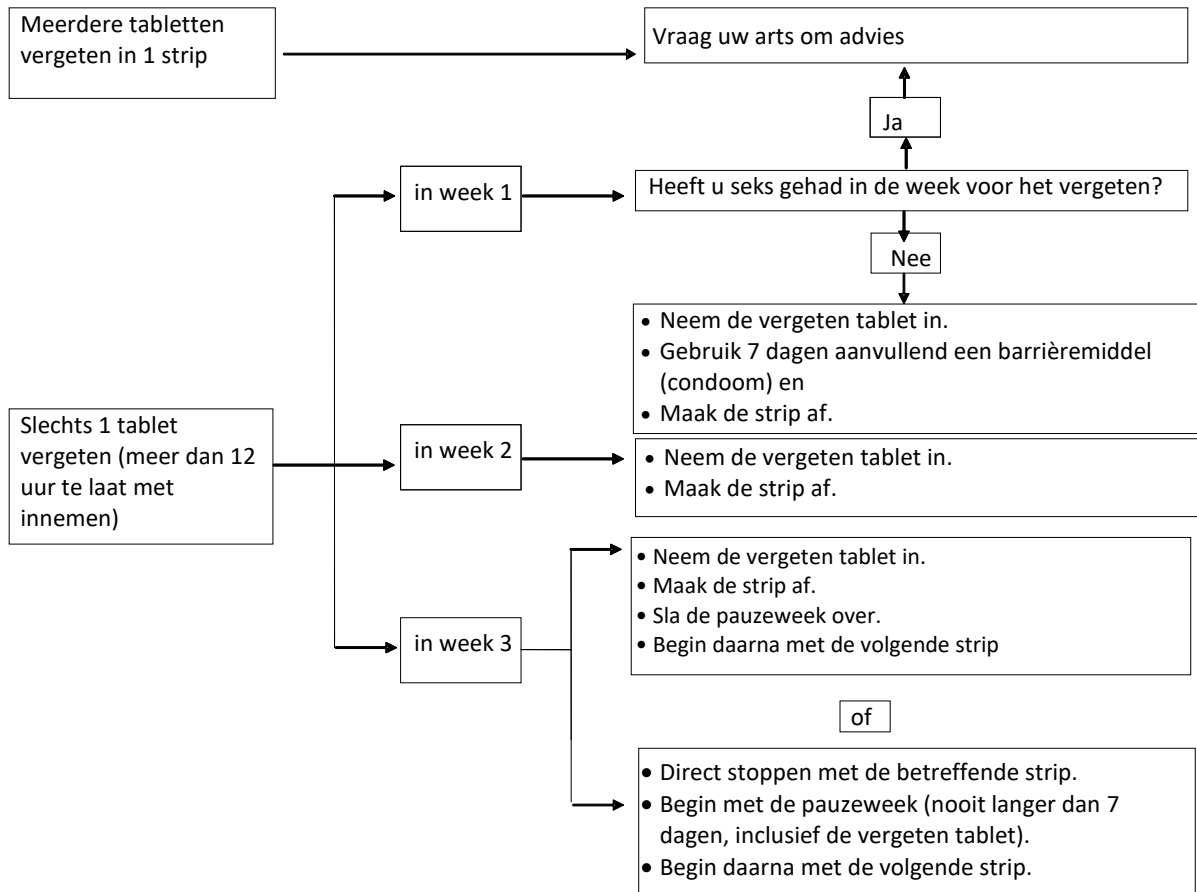 Meerdere tabletten
vergeten in 1 strip
Vraag uw arts om advies
Ja
in week 1
Heeft u seks gehad in de week voor het vergeten?
Nee
• Neem de vergeten tablet in.
• Gebruik 7 dagen aanvullend een barrièremiddel
(condoom) en
• Maak de strip af.
Slechts 1 tablet
vergeten (meer dan 12
uur te laat met
innemen)
in week 2
• Neem de vergeten tablet in.
• Maak de strip af.
in week 3
• Neem de vergeten tablet in.
• Maak de strip af.
• Sla de pauzeweek over.
• Begin daarna met de volgende strip
of
• Direct stoppen met de betreffende strip.
• Begin met de pauzeweek (nooit langer dan 7
dagen, inclusief de vergeten tablet).
• Begin daarna met de volgende strip.